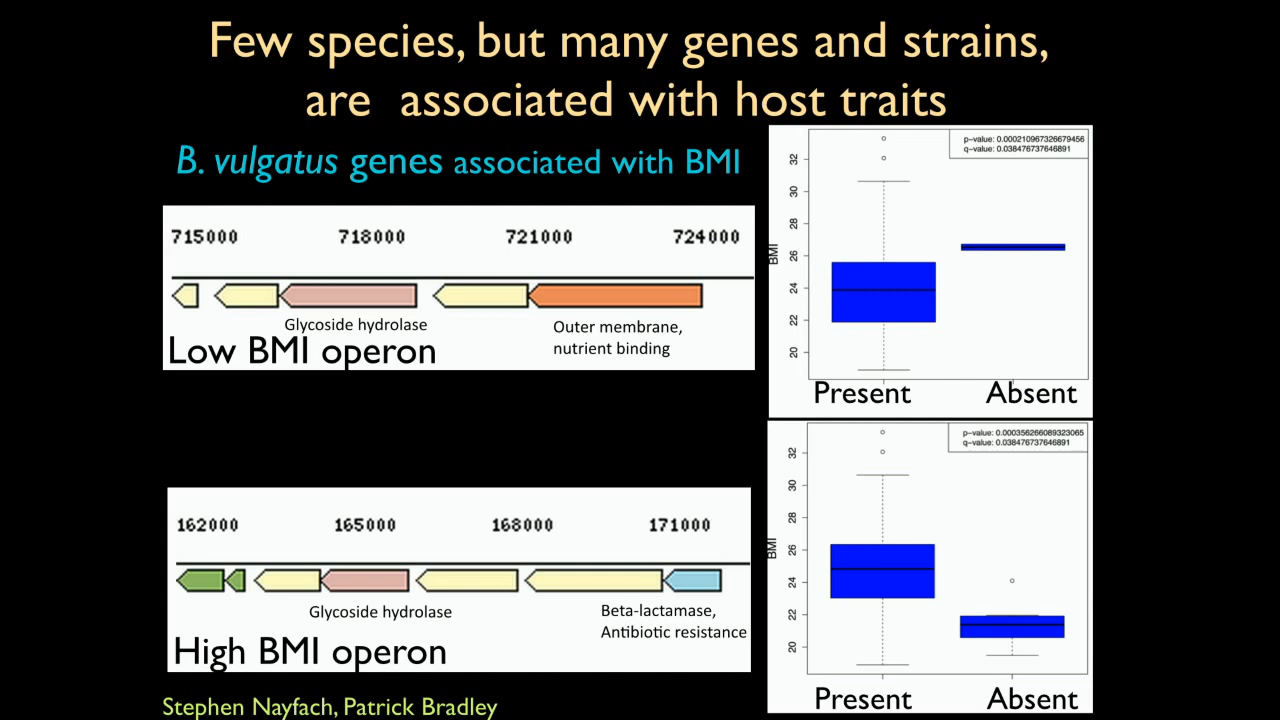 Few species, but many genes and strains,
are associated with host traits
B. vulgatus genes associated with BMI
715000 718000 721000 724000
Glycoside hydrolase
Outer membrane,
nutrient binding
Low BMI operon
p-value: 0.000210967326679456
q-value: 0.038476737646891
BMI
32
30
28
26
24
22
20
Present Absent
162000 165000 168000 171000
Glycoside hydrolase
Beta-lactamase,
Antibiotic resistance
High BMI operon
p-value: 0.000356266089323065
q-value: 0.038476737646891
BMI
32
30
28
26
24
22
20
Present Absent
Stephen Nayfach, Patrick Bradley